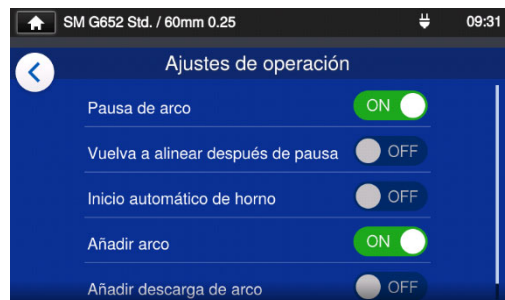 SM G652 Std. / 60mm 0.25 09:31
Ajustes de operación
Pausa de arco ON
Vuelva a alinear después de pausa OFF
Inicio automático de horno OFF
Añadir arco ON
Añadir descarga de arco OFF